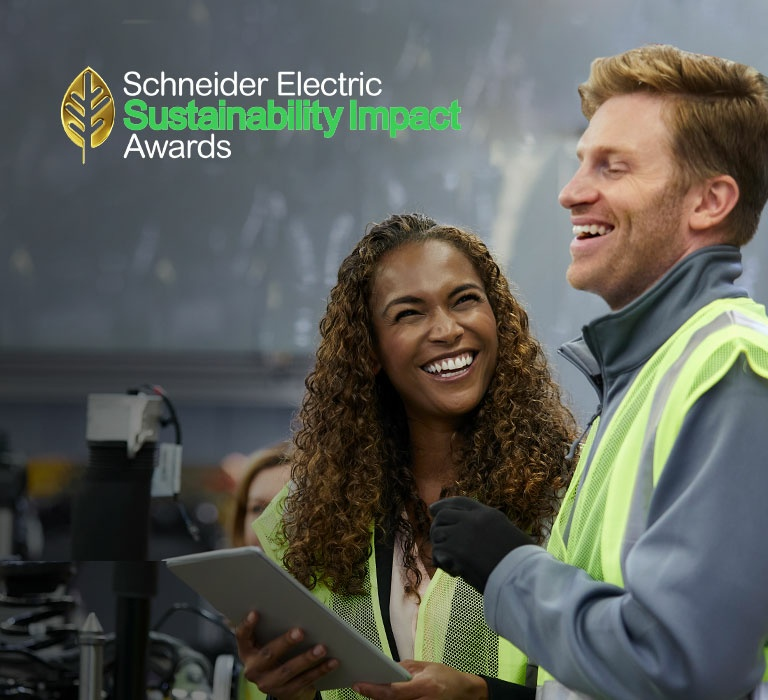 Schneider Electric
Sustainability Impact
Awards